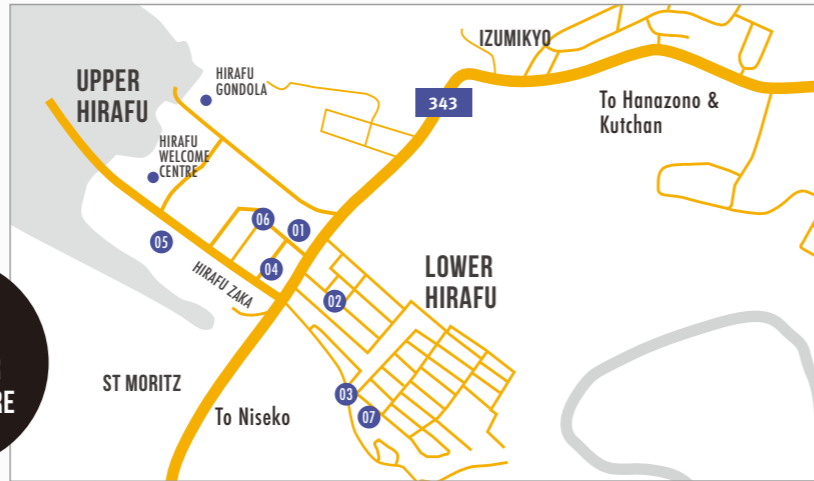 IZUMIKYO
UPPER
HIRAFU
HIRAFU
GONDOLA
343
To Hanazono &
Kutchan
HIRAFU
WELCOME
CENTRE
06
01
05
04
HIRAFU ZAKA
LOWER
HIRAFU
02
ST MORITZ
03
RE
To Niseko
07